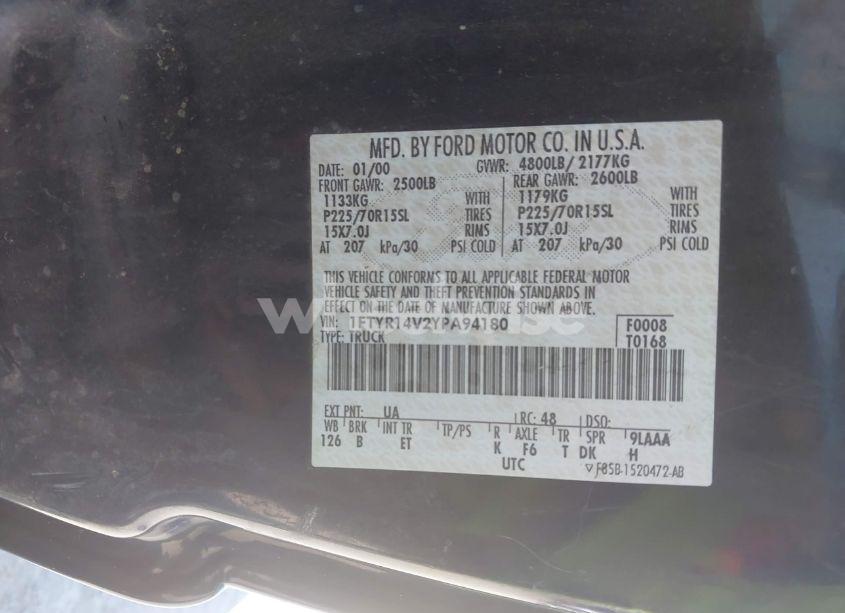 MFD. BY FORD MOTOR CO. IN U.S.A.
DATE: 01/00 GVWR: 4800LB/ 2177KG
FRONT GAWR: 2500LB REAR GAWR: 2600LB
1133KG WITH 1179KG WITH
P225/70R15SL TIRES P225/70R15SL TIRES
15X7.0J RIMS 15X7.0J RIMS
AT 207 kPa/30 PSI COLD AT 207 kPa/30 PSI COLD
THIS VEHICLE CONFORMS TO ALL APPLICABLE FEDERAL MOTOR
VEHICLE SAFETY AND THEFT PREVENTION STANDARDS IN
EFFECT ON THE DATE OF MANUFACTURE SHOWN ABOVE.
VIN: 1FTYR14V2YPA94180 F0008
TYPE: TRUCK T0168
EXT PNT: UA RC: 48 DSO:
WB BRK INT TR TP/PS R AXLE TR SPR 9LAAA
126 B ET K F6 T DK H
UTC ▽ F85B-1520472-AB